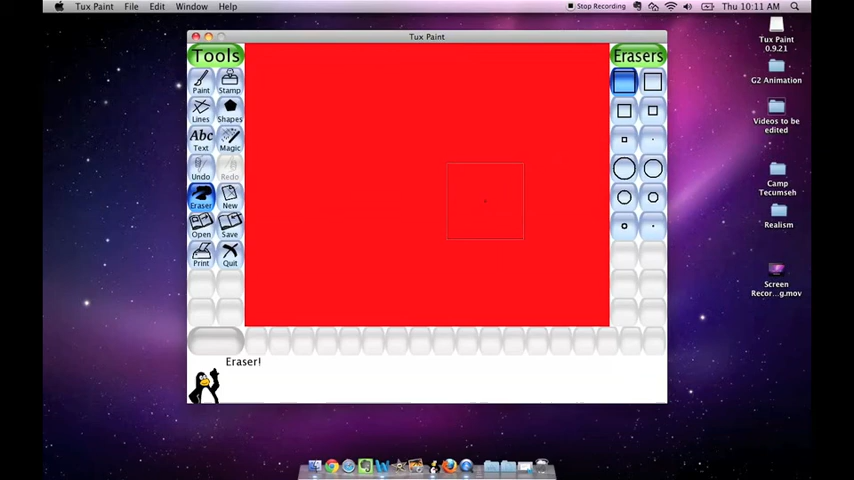 Tux Paint File Edit Window Help
Stop Recording Thu 10:11 AM
Tux Paint
Tools
Erasers
Paint Stamp
Lines Shapes
Abc
Text Magic
Undo Redo
Eraser New
Open Save
Print Quit
Eraser!
Tux Paint
0.9.21
G2 Animation
Videos to be
edited
Camp
Tecumseh
Realism
Screen
Recor...g.mov